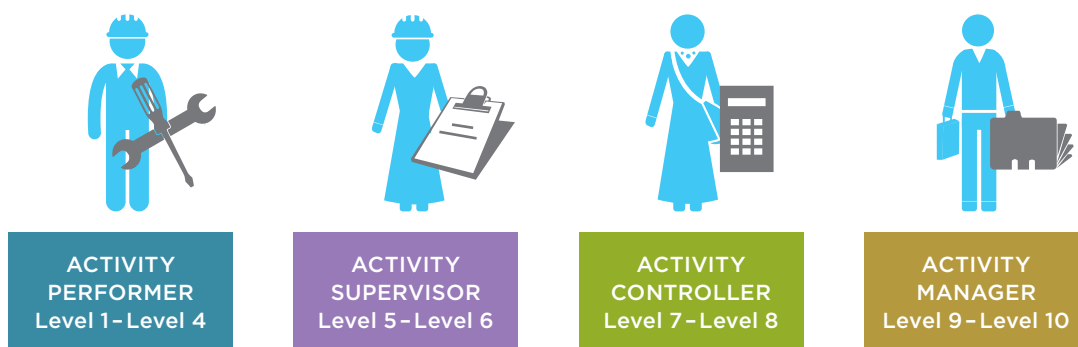 ACTIVITY
PERFORMER
Level 1–Level 4
ACTIVITY
SUPERVISOR
Level 5–Level 6
ACTIVITY
CONTROLLER
Level 7–Level 8
ACTIVITY
MANAGER
Level 9–Level 10